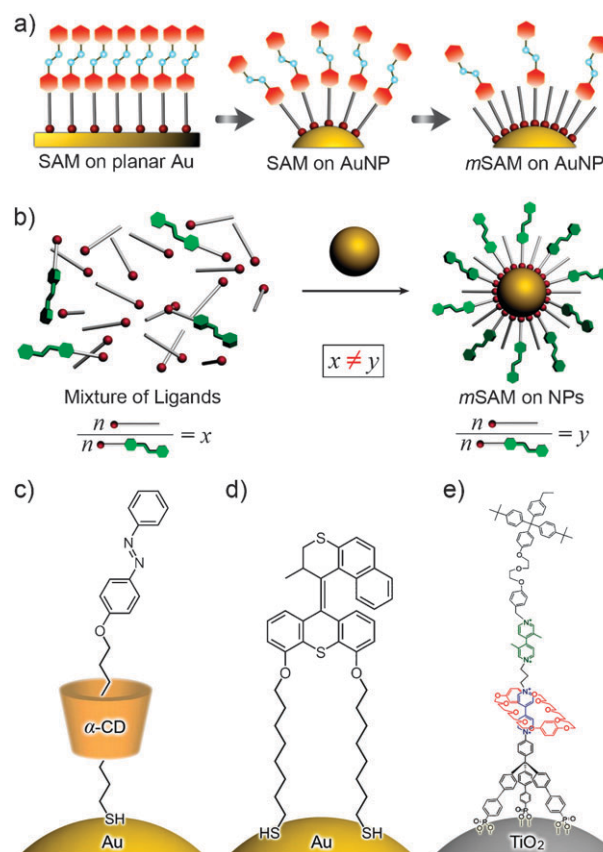 a)
SAM on planar Au
SAM on AuNP
mSAM on AuNP
b)
x ≠ y
Mixture of Ligands
mSAM on NPs
n
n
= x
n
n
= y
c)
d)
e)
N
N
O
α-CD
SH
Au
S
S
O
O
HS
SH
Au
O
O
O
N+
N+
N+
N+
TiO₂